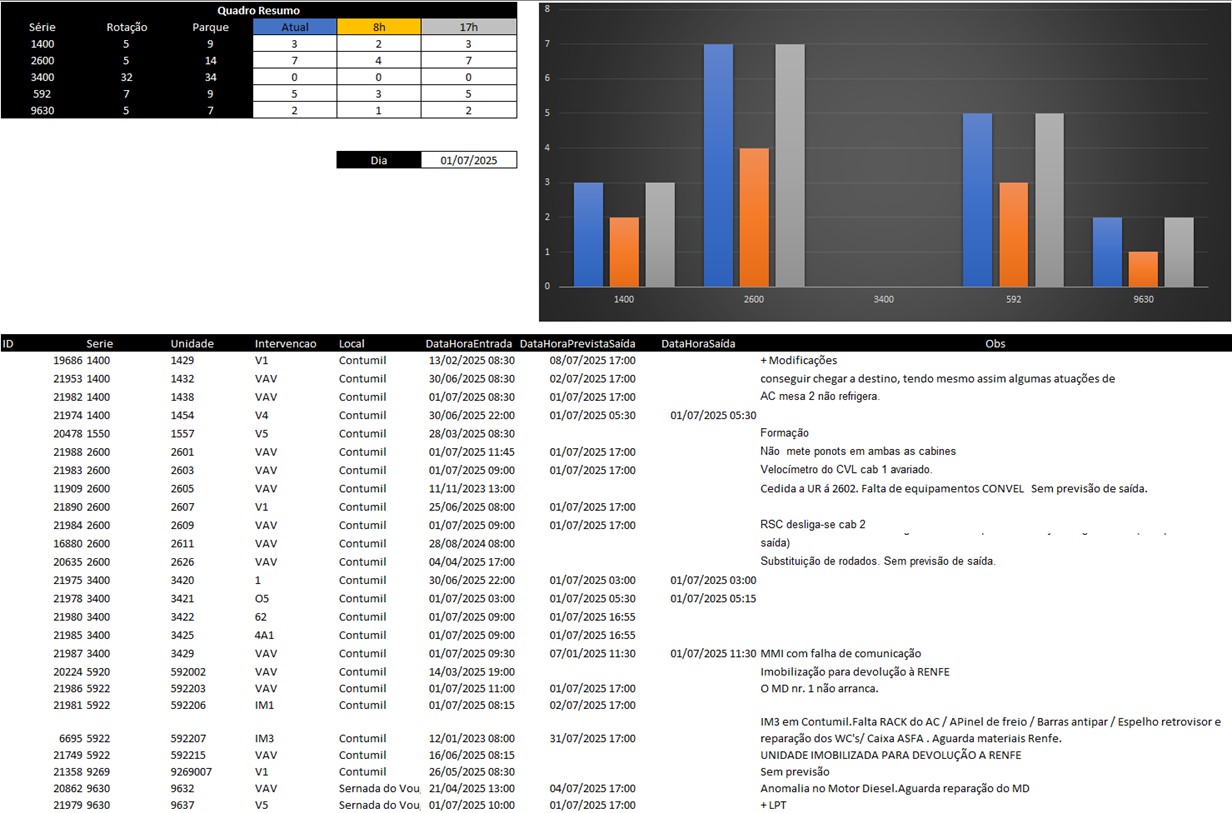 Quadro Resumo
Série Rotação Parque Atual 8h 17h
1400 5 9 3 2 3
2600 5 14 7 4 7
3400 32 34 0 0 0
592 7 9 5 3 5
9630 5 7 2 1 2
Dia 01/07/2025
8
7
6
5
4
3
2
1
0
1400 2600 3400 592 9630
ID Serie Unidade Intervencao Local DataHoraEntrada DataHoraPrevistaSaída DataHoraSaída Obs
19686 1400 1429 V1 Contumil 13/02/2025 08:30 08/07/2025 17:00 + Modificações
21953 1400 1432 VAV Contumil 30/06/2025 08:30 02/07/2025 17:00 conseguir chegar a destino, tendo mesmo assim algumas atuações de
21982 1400 1438 VAV Contumil 01/07/2025 08:30 01/07/2025 17:00 AC mesa 2 não refrigera.
21974 1400 1454 V4 Contumil 30/06/2025 22:00 01/07/2025 05:30 01/07/2025 05:30
20478 1550 1557 V5 Contumil 28/03/2025 08:30 Formação
21988 2600 2601 VAV Contumil 01/07/2025 11:45 01/07/2025 17:00 Não mete ponots em ambas as cabines
21983 2600 2603 VAV Contumil 01/07/2025 09:00 01/07/2025 17:00 Velocímetro do CVL cab 1 avariado.
11909 2600 2605 VAV Contumil 11/11/2023 13:00 Cedida a UR á 2602. Falta de equipamentos CONVEL Sem previsão de saída.
21890 2600 2607 V1 Contumil 25/06/2025 08:00 01/07/2025 17:00
21984 2600 2609 VAV Contumil 01/07/2025 09:00 01/07/2025 17:00 RSC desliga-se cab 2
16880 2600 2611 VAV Contumil 28/08/2024 08:00 saída)
20635 2600 2626 VAV Contumil 04/04/2025 17:00 Substituição de rodados. Sem previsão de saída.
21975 3400 3420 1 Contumil 30/06/2025 22:00 01/07/2025 03:00 01/07/2025 03:00
21978 3400 3421 O5 Contumil 01/07/2025 03:00 01/07/2025 05:30 01/07/2025 05:15
21980 3400 3422 62 Contumil 01/07/2025 09:00 01/07/2025 16:55
21985 3400 3425 4A1 Contumil 01/07/2025 09:00 01/07/2025 16:55
21987 3400 3429 VAV Contumil 01/07/2025 09:30 07/01/2025 11:30 01/07/2025 11:30 MMI com falha de comunicação
20224 5920 592002 VAV Contumil 14/03/2025 19:00 Imobilização para devolução à RENFE
21986 5922 592203 VAV Contumil 01/07/2025 11:00 01/07/2025 17:00 O MD nr. 1 não arranca.
21981 5922 592206 IM1 Contumil 01/07/2025 08:15 02/07/2025 17:00
IM3 em Contumil.Falta RACK do AC / APinel de freio / Barras antipar / Espelho retrovisor e
6695 5922 592207 IM3 Contumil 12/01/2023 08:00 31/07/2025 17:00 reparação dos WC's/ Caixa ASFA . Aguarda materiais Renfe.
21749 5922 592215 VAV Contumil 16/06/2025 08:15 UNIDADE IMOBILIZADA PARA DEVOLUÇÃO A RENFE
21358 9269 9269007 V1 Contumil 26/05/2025 08:30 Sem previsão
20862 9630 9632 VAV Sernada do Vou 21/04/2025 13:00 04/07/2025 17:00 Anomalia no Motor Diesel.Aguarda reparação do MD
21979 9630 9637 V5 Sernada do Vou 01/07/2025 10:00 01/07/2025 17:00 + LPT